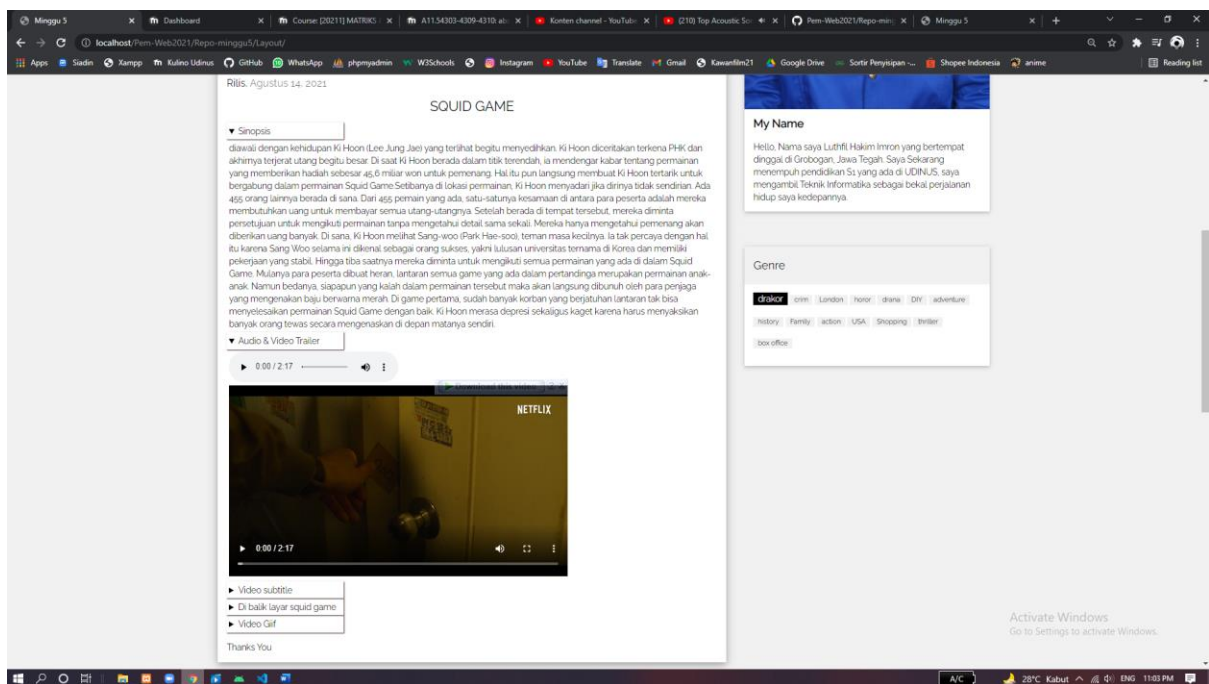 Minggu 5
Dashboard
Course: [20211] MATRIKS
A11.54303-4309-4310: ab
Konten channel - YouTube
(210) Top Acoustic So
Pem-Web2021/Repo-ming
Minggu 5
localhost/Pem-Web2021/Repo-minggu5/Layout/
Apps Siadin Xampp Kulino Udinus GitHub WhatsApp phpmyadmin W3Schools Instagram YouTube Translate Gmail Kawanfilm21 Google Drive Sortir Penyisipan -... Shopee Indonesia anime Reading list
Rilis. Agustus 14, 2021
SQUID GAME
▼ Sinopsis
diawali dengan kehidupan Ki Hoon (Lee Jung Jae) yang terlihat begitu menyedihkan. Ki Hoon diceritakan terkena PHK dan
akhirnya terjerat utang begitu besar. Di saat Ki Hoon berada dalam titik terendah, ia mendengar kabar tentang permainan
yang memberikan hadiah sebesar 45,6 miliar won untuk pemenang. Hal itu pun langsung membuat Ki Hoon tertarik untuk
bergabung dalam permainan Squid Game.Setibanya di lokasi permainan, Ki Hoon menyadari jika dirinya tidak sendirian. Ada
455 orang lainnya berada di sana. Dari 455 pemain yang ada, satu-satunya kesamaan di antara para peserta adalah mereka
membutuhkan uang untuk membayar semua utang-utangnya. Setelah berada di tempat tersebut, mereka diminta
persetujuan untuk mengikuti permainan tanpa mengetahui detail sama sekali. Mereka hanya mengetahui pemenang akan
diberikan uang banyak. Di sana, Ki Hoon melihat Sang-woo (Park Hae-soo), teman masa kecilnya. Ia tak percaya dengan hal
itu karena Sang Woo selama ini dikenal sebagai orang sukses, yakni lulusan universitas ternama di Korea dan memiliki
pekerjaan yang stabil. Hingga tiba saatnya mereka diminta untuk mengikuti semua permainan yang ada di dalam Squid
Game. Mulanya para peserta dibuat heran, lantaran semua game yang ada dalam pertandinga merupakan permainan anak-
anak. Namun bedanya, siapapun yang kalah dalam permainan tersebut maka akan langsung dibunuh oleh para penjaga
yang mengenakan baju berwarna merah. Di game pertama, sudah banyak korban yang berjatuhan lantaran tak bisa
menyelesaikan permainan Squid Game dengan baik. Ki Hoon merasa depresi sekaligus kaget karena harus menyaksikan
banyak orang tewas secara mengenaskan di depan matanya sendiri.
▼ Audio & Video Trailer
0:00 / 2:17
Download this video
NETFLIX
0:00 / 2:17
► Video subtitle
► Di balik layar squid game
► Video Giif
Thanks You
My Name
Hello, Nama saya Luthfil Hakim Imron yang bertempat
dinggal di Grobogan, Jawa Tegah. Saya Sekarang
menempuh pendidikan S1 yang ada di UDINUS, saya
mengambil Teknik Informatika sebagai bekal perjalanan
hidup saya kedepannya.
Genre
drakor crim London horor drama DIY adventure
history Family action USA Shopping thriller
box office
Activate Windows
Go to Settings to activate Windows.
A/C
28°C Kabut ENG 11:03 PM